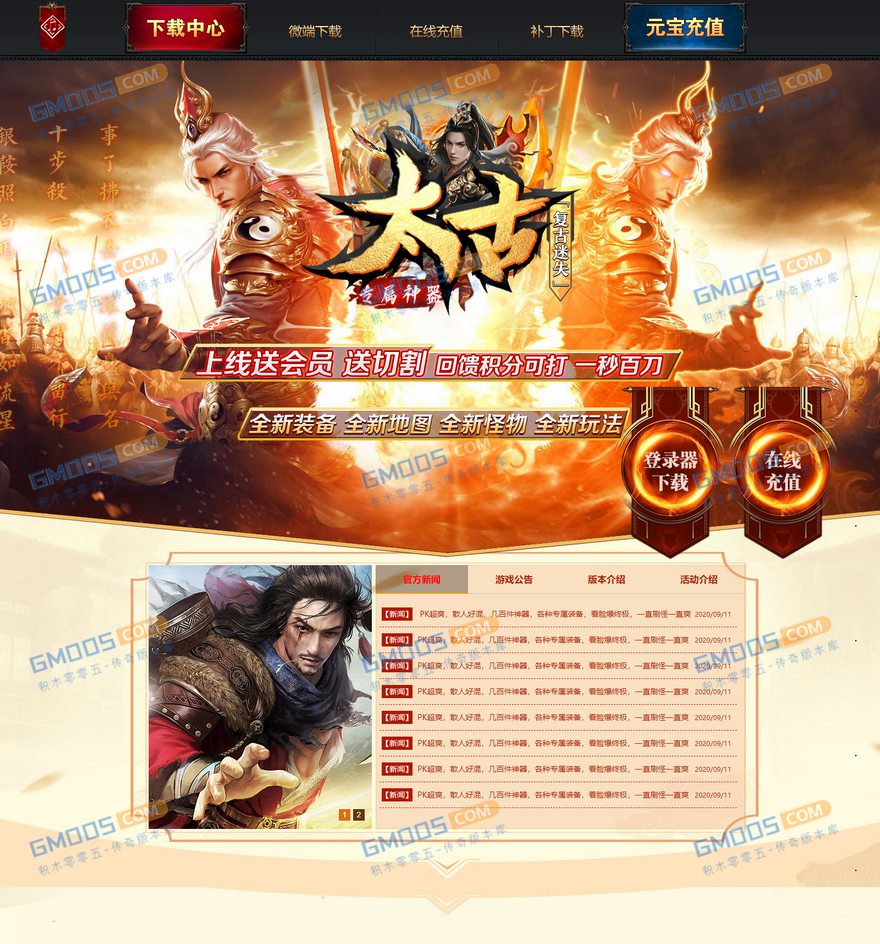 下载中心
微端下载
在线充值
补丁下载
元宝充值
GMOOS.COM
积木零零五-传奇版本库
事了拂衣去
十步殺一人
銀鞍照白馬
太古
『复古迷失』
专属神器
上线送会员 送切割 回馈积分可打 一秒百刀
全新装备 全新地图 全新怪物 全新玩法
登录器
下载
在线
充值
官方新闻
游戏公告
版本介绍
活动介绍
【新闻】 PK超爽，散人好混，几百件神器，各种专属装备，看脸爆终极，一直刷怪一直爽 2020/09/11
【新闻】 PK超爽，散人好混，几百件神器，各种专属装备，看脸爆终极，一直刷怪一直爽 2020/09/11
【新闻】 PK超爽，散人好混，几百件神器，各种专属装备，看脸爆终极，一直刷怪一直爽 2020/09/11
【新闻】 PK超爽，散人好混，几百件神器，各种专属装备，看脸爆终极，一直刷怪一直爽 2020/09/11
【新闻】 PK超爽，散人好混，几百件神器，各种专属装备，看脸爆终极，一直刷怪一直爽 2020/09/11
【新闻】 PK超爽，散人好混，几百件神器，各种专属装备，看脸爆终极，一直刷怪一直爽 2020/09/11
【新闻】 PK超爽，散人好混，几百件神器，各种专属装备，看脸爆终极，一直刷怪一直爽 2020/09/11
【新闻】 PK超爽，散人好混，几百件神器，各种专属装备，看脸爆终极，一直刷怪一直爽 2020/09/11
1 2